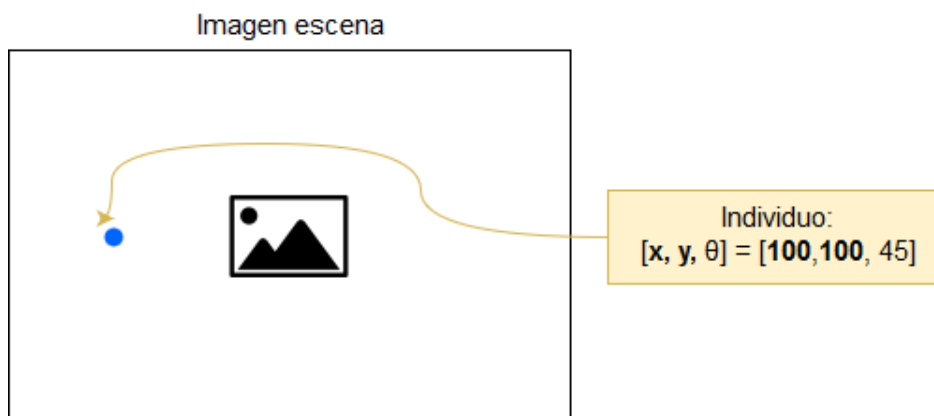 Imagen escena
Individuo:
[x, y, θ] = [100,100, 45]